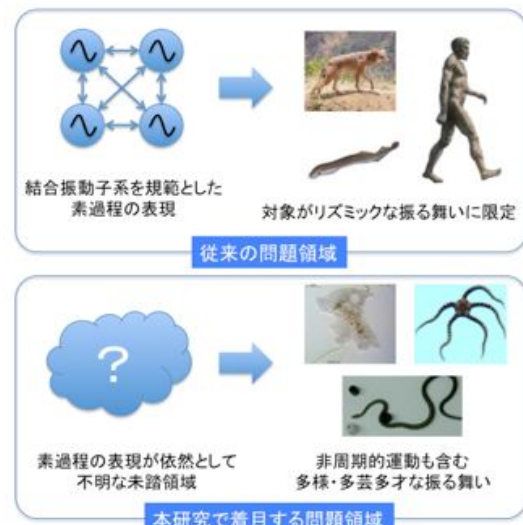 結合振動子系を規範とした
素過程の表現
対象がリズミックな振る舞いに限定
従来の問題領域
?
素過程の表現が依然として
不明な未踏領域
非周期的運動も含む
多様・多芸多才な振る舞い
本研究で着目する問題領域